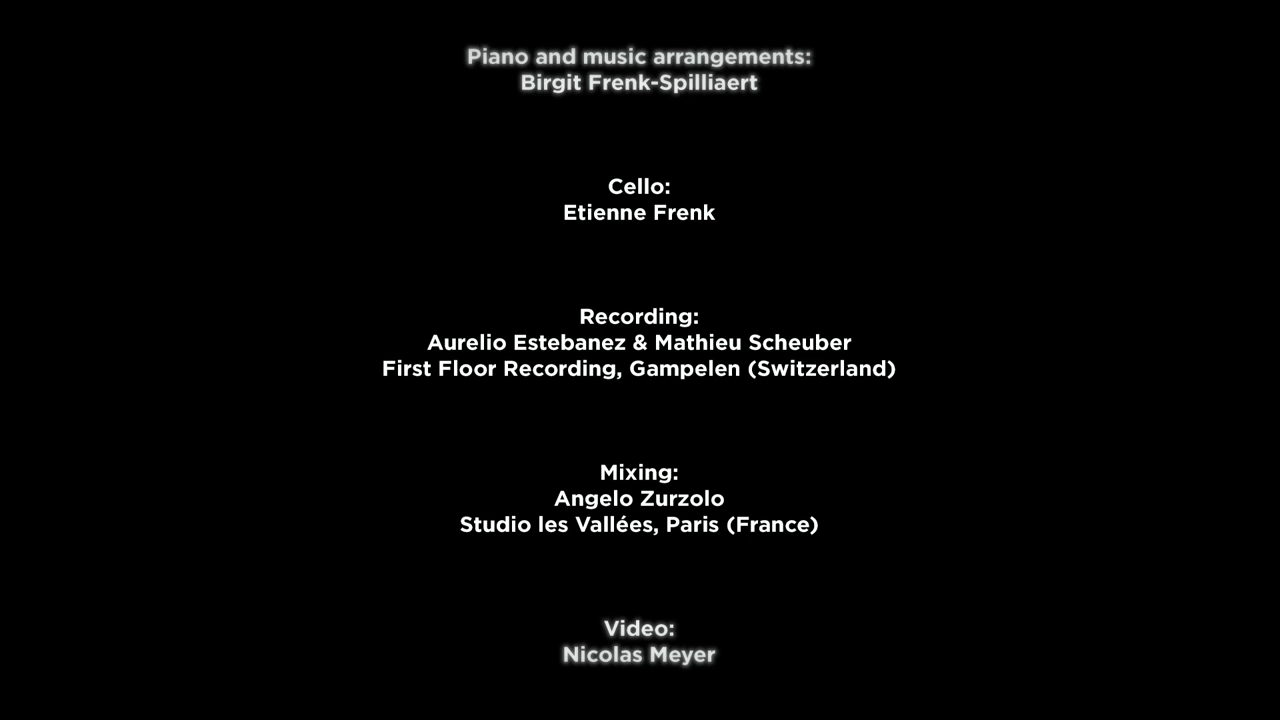 Piano and music arrangements:
Birgit Frenk-Spilliaert
Cello:
Etienne Frenk
Recording:
Aurelio Estebanez & Mathieu Scheuber
First Floor Recording, Gampelen (Switzerland)
Mixing:
Angelo Zurzolo
Studio les Vallées, Paris (France)
Video:
Nicolas Meyer